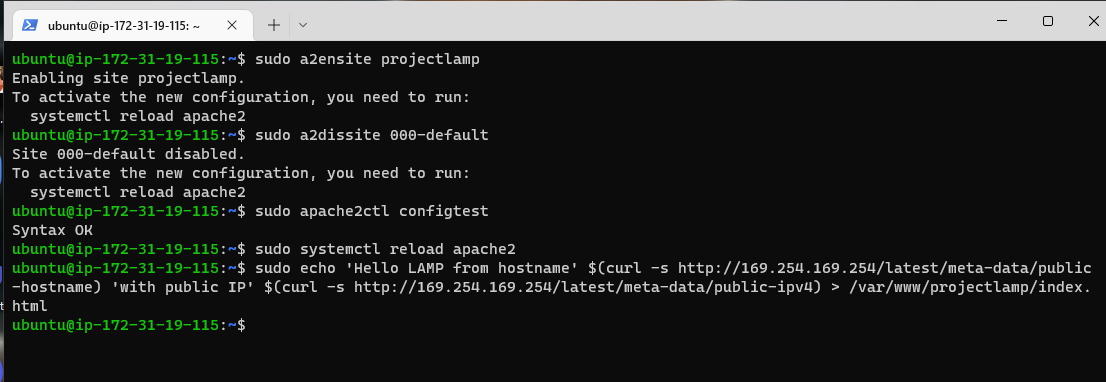 ubuntu@ip-172-31-19-115: ~
ubuntu@ip-172-31-19-115:~$ sudo a2ensite projectlamp
Enabling site projectlamp.
To activate the new configuration, you need to run:
  systemctl reload apache2
ubuntu@ip-172-31-19-115:~$ sudo a2dissite 000-default
Site 000-default disabled.
To activate the new configuration, you need to run:
  systemctl reload apache2
ubuntu@ip-172-31-19-115:~$ sudo apache2ctl configtest
Syntax OK
ubuntu@ip-172-31-19-115:~$ sudo systemctl reload apache2
ubuntu@ip-172-31-19-115:~$ sudo echo 'Hello LAMP from hostname' $(curl -s http://169.254.169.254/latest/meta-data/public
-hostname) 'with public IP' $(curl -s http://169.254.169.254/latest/meta-data/public-ipv4) > /var/www/projectlamp/index.
html
ubuntu@ip-172-31-19-115:~$